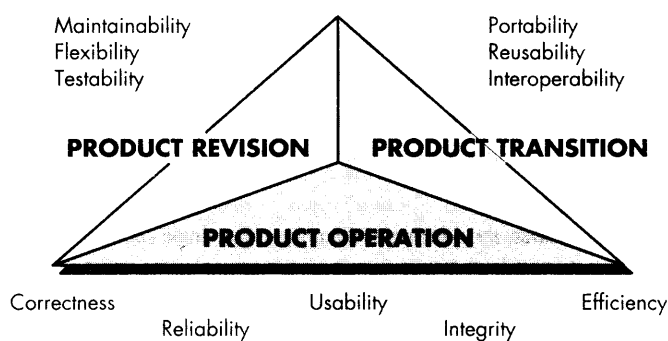 Maintainability
Flexibility
Testability
Portability
Reusability
Interoperability
PRODUCT REVISION
PRODUCT TRANSITION
PRODUCT OPERATION
Correctness
Usability
Efficiency
Reliability
Integrity